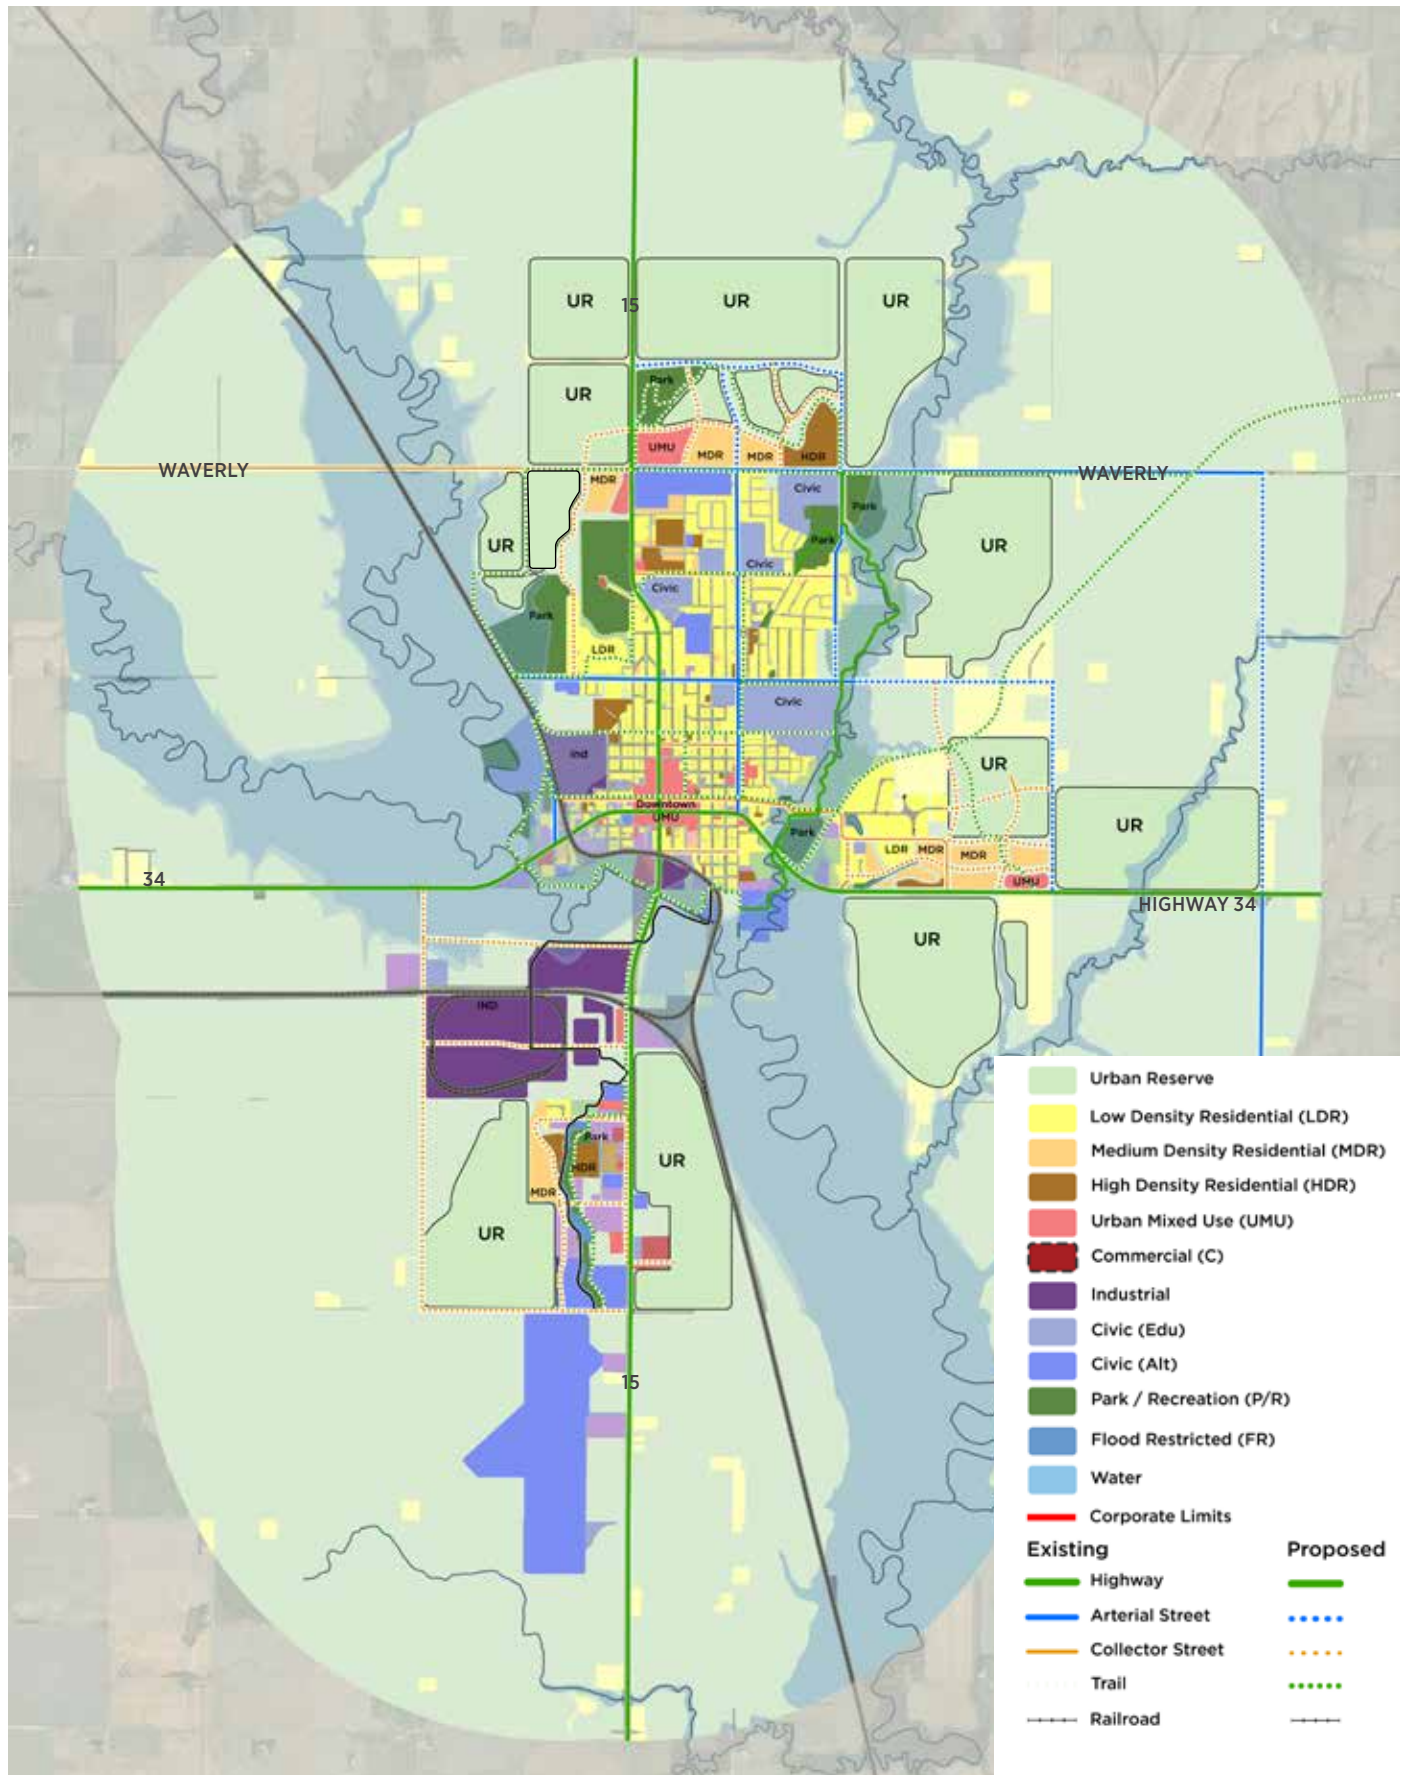 UR
15
UR
UR
UR
Park
UMU
MDR
MDR
HDR
WAVERLY
WAVERLY
MDR
Civic
Park
UR
Park
UR
Civic
Civic
Park
LDR
Civic
Ind
UR
Downtown
UMU
Park
UR
LDR
MDR
MDR
UMU
34
HIGHWAY 34
UR
IND
Park
HDR
UR
MDR
UR
15
Urban Reserve
Low Density Residential (LDR)
Medium Density Residential (MDR)
High Density Residential (HDR)
Urban Mixed Use (UMU)
Commercial (C)
Industrial
Civic (Edu)
Civic (Alt)
Park / Recreation (P/R)
Flood Restricted (FR)
Water
Corporate Limits
Existing Proposed
Highway
Arterial Street
Collector Street
Trail
Railroad